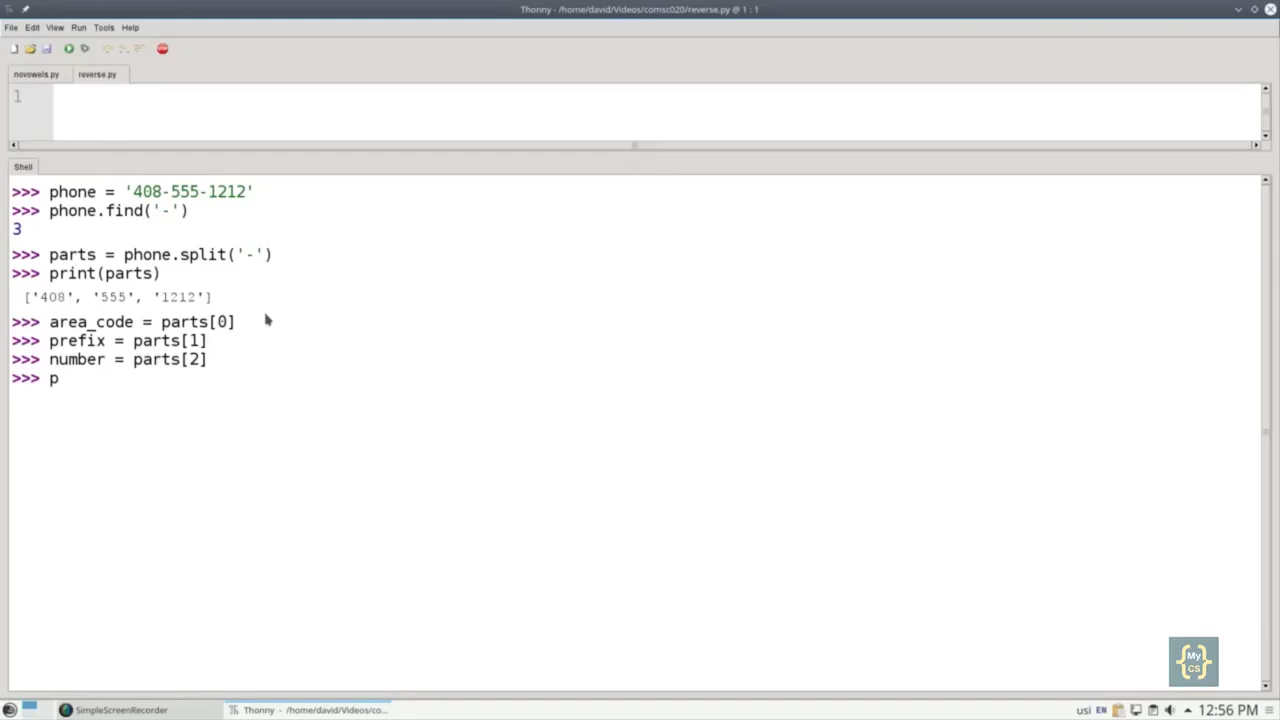 Thonny - /home/david/Videos/comsc020/reverse.py @ 1 : 1
File Edit View Run Tools Help
novowels.py reverse.py
1
Shell
>>> phone = '408-555-1212'
>>> phone.find('-')
3
>>> parts = phone.split('-')
>>> print(parts)
['408', '555', '1212']
>>> area_code = parts[0]
>>> prefix = parts[1]
>>> number = parts[2]
>>> p
{My CS}
SimpleScreenRecorder Thonny - /home/david/Videos/co... usi EN 12:56 PM